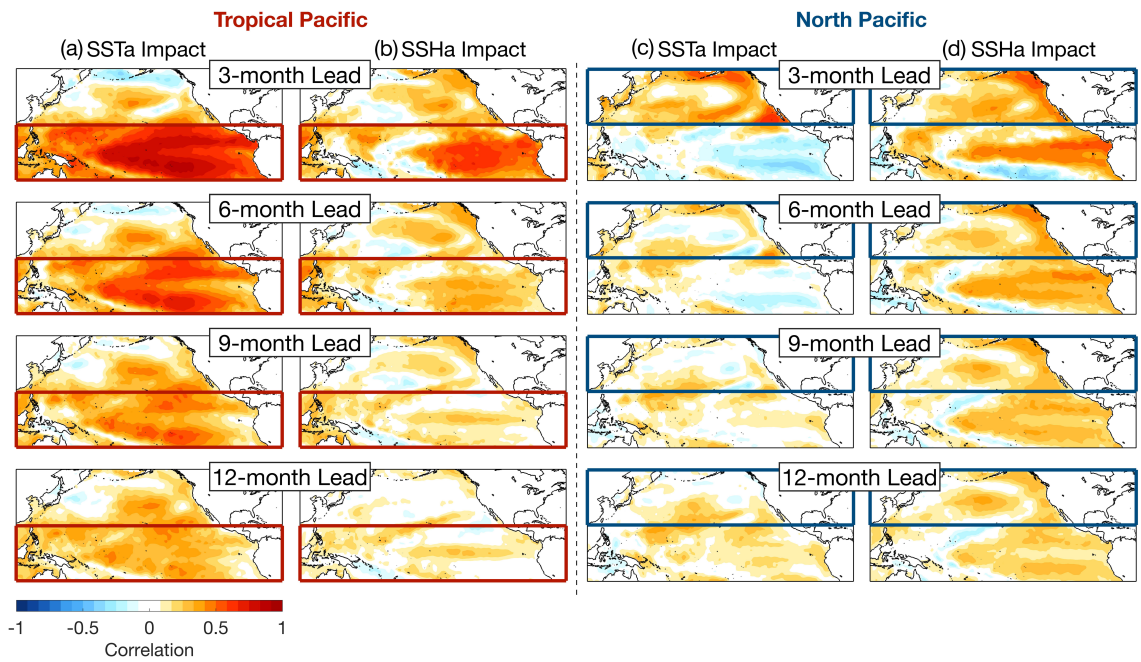 Tropical Pacific
North Pacific
(a) SSTa Impact
(b) SSHa Impact
(c) SSTa Impact
(d) SSHa Impact
3-month Lead
3-month Lead
6-month Lead
6-month Lead
9-month Lead
9-month Lead
12-month Lead
12-month Lead
-1 -0.5 0 0.5 1
Correlation